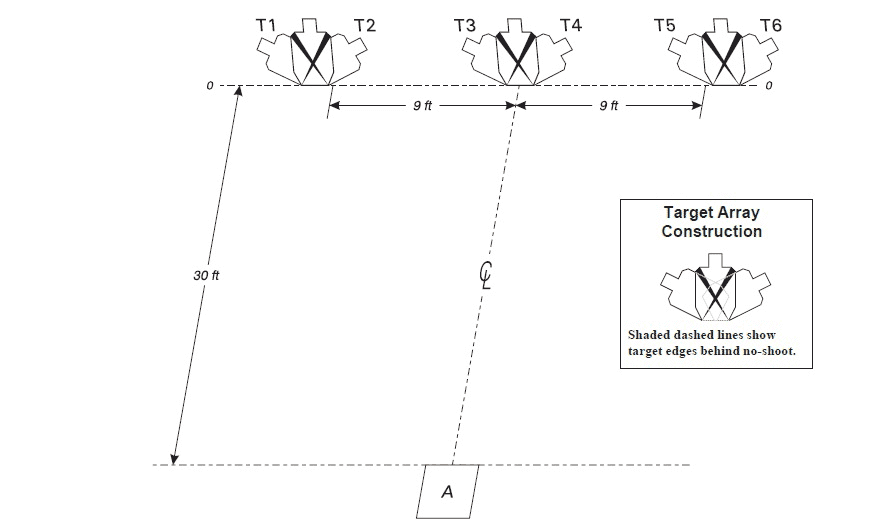 T1 T2 T3 T4 T5 T6
0 0
9 ft 9 ft
Target Array
Construction
30 ft
℄
Shaded dashed lines show
target edges behind no-shoot.
A